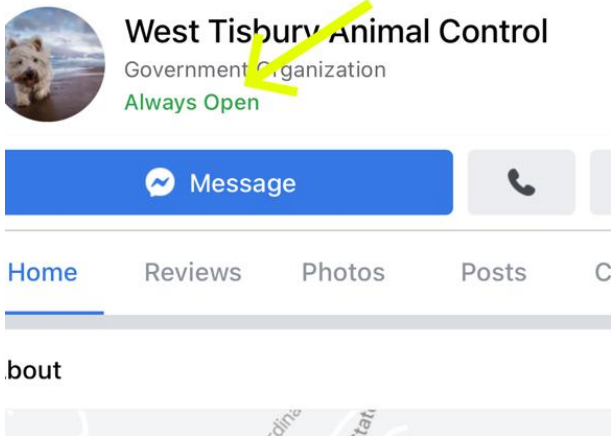 West Tisbury Animal Control
Government Organization
Always Open
Message
Home Reviews Photos Posts C
bout